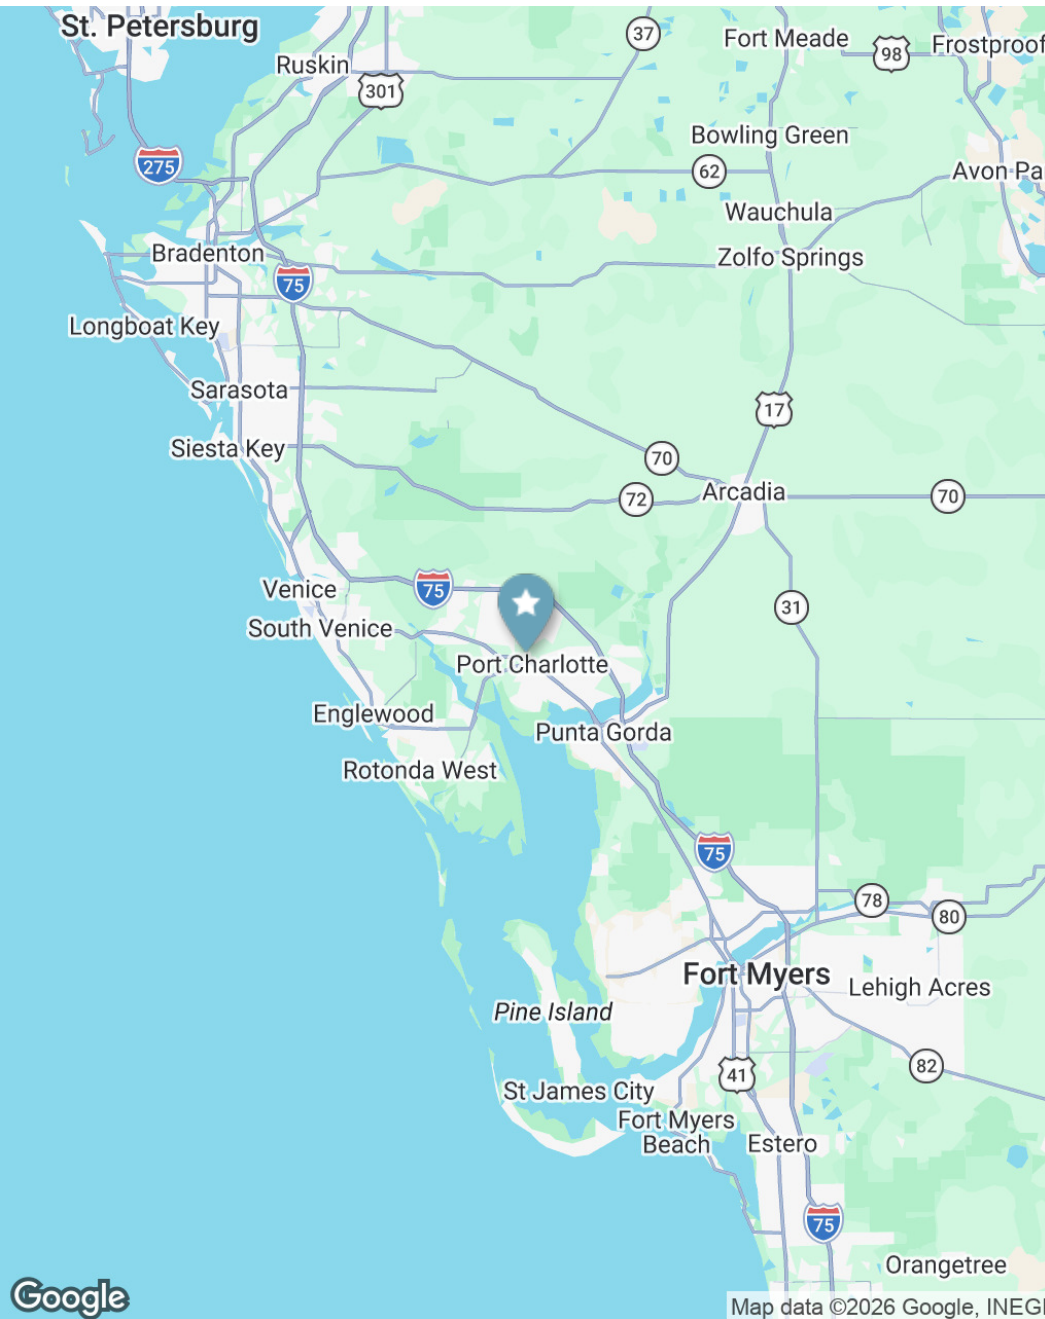 St. Petersburg
37
Fort Meade
98
Frostproof
Ruskin
301
Bowling Green
275
62
Avon Pa
Wauchula
Bradenton
Zolfo Springs
75
Longboat Key
Sarasota
17
Siesta Key
70
Arcadia
72
70
Venice
75
31
South Venice
Port Charlotte
Englewood
Punta Gorda
Rotonda West
75
78
80
Fort Myers
Lehigh Acres
Pine Island
82
41
St James City
Fort Myers
Beach
Estero
75
Orangetree
Google
Map data ©2026 Google, INEGI